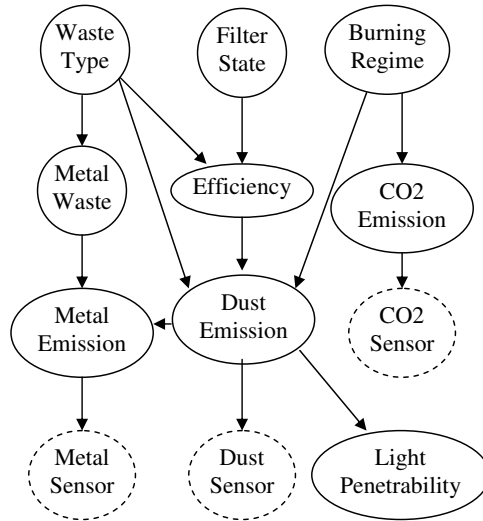 Waste
Type
Filter
State
Burning
Regime
Metal
Waste
Efficiency
CO2
Emission
Metal
Emission
Dust
Emission
CO2
Sensor
Metal
Sensor
Dust
Sensor
Light
Penetrability